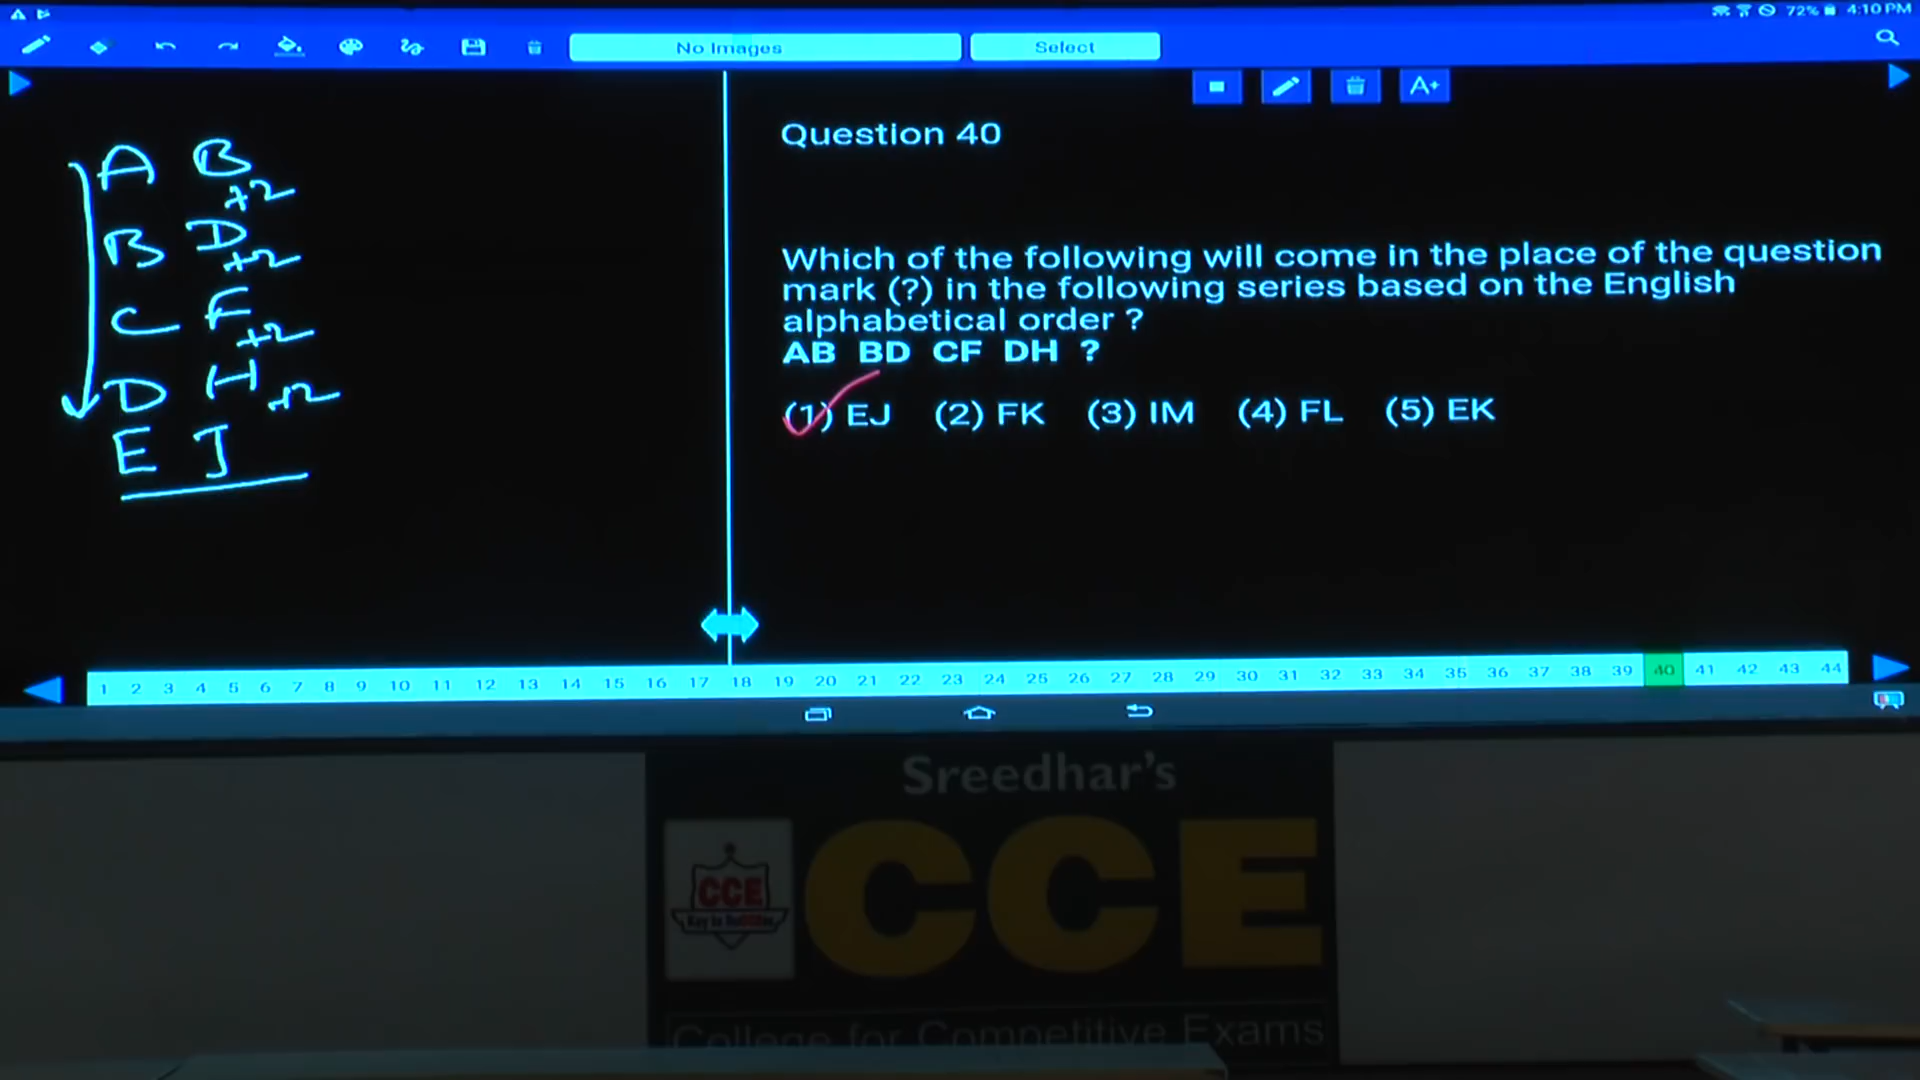 72% 4:10 PM
No Images
Select
A+
A B
+2
B D
+2
C F
+2
D H
+2
E J
Question 40
Which of the following will come in the place of the question
mark (?) in the following series based on the English
alphabetical order ?
AB BD CF DH ?
(1) EJ (2) FK (3) IM (4) FL (5) EK
1 2 3 4 5 6 7 8 9 10 11 12 13 14 15 16 17 18 19 20 21 22 23 24 25 26 27 28 29 30 31 32 33 34 35 36 37 38 39 40 41 42 43 44
Sreedhar's
CCE
CCE
College for Competitive Exams